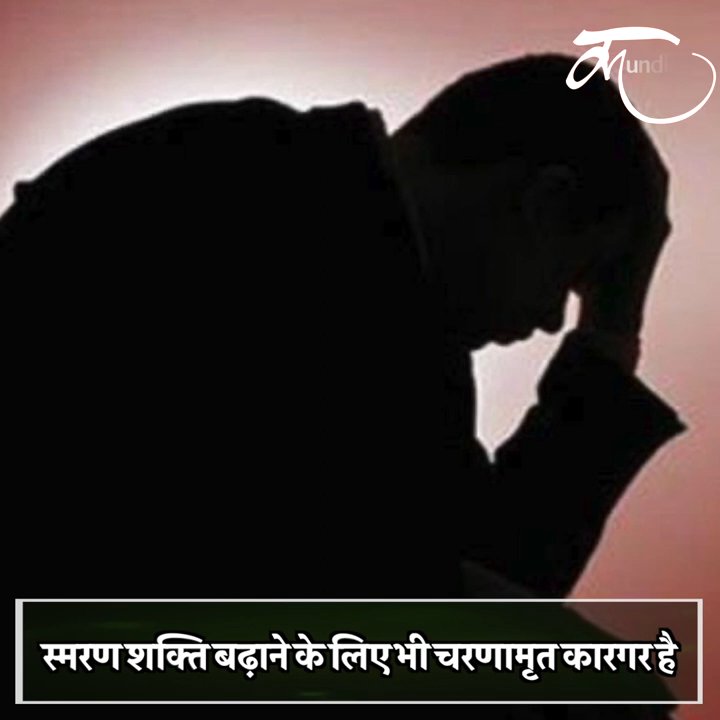 स्मरण शक्ति बढ़ाने के लिए भी चरणामृत कारगर है